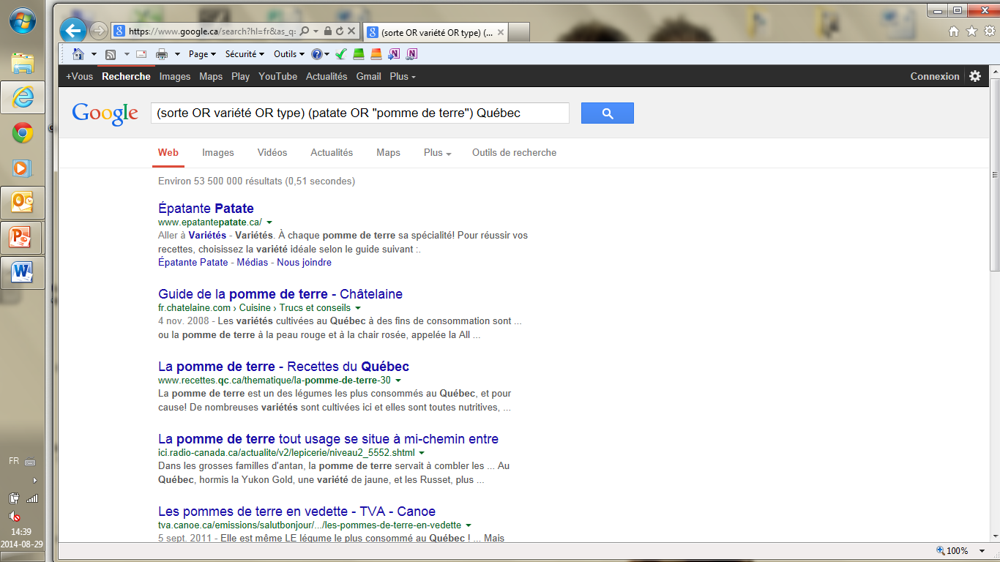 https://www.google.ca/search?hl=fr&as_q=
(sorte OR variété OR type) (...
Page
Sécurité
Outils
+Vous Recherche Images Maps Play YouTube Actualités Gmail Plus
Connexion
Google
(sorte OR variété OR type) (patate OR "pomme de terre") Québec
Web Images Vidéos Actualités Maps Plus Outils de recherche
Environ 53 500 000 résultats (0,51 secondes)
Épatante Patate
www.epatantepatate.ca/
Aller à Variétés - Variétés. À chaque pomme de terre sa spécialité! Pour réussir vos
recettes, choisissez la variété idéale selon le guide suivant :.
Épatante Patate - Médias - Nous joindre
Guide de la pomme de terre - Châtelaine
fr.chatelaine.com › Cuisine › Trucs et conseils
4 nov. 2008 - Les variétés cultivées au Québec à des fins de consommation sont ...
ou la pomme de terre à la peau rouge et à la chair rosée, appelée la All ...
La pomme de terre - Recettes du Québec
www.recettes.qc.ca/thematique/la-pomme-de-terre-30
La pomme de terre est un des légumes les plus consommés au Québec, et pour
cause! De nombreuses variétés sont cultivées ici et elles sont toutes nutritives, ...
La pomme de terre tout usage se situe à mi-chemin entre
ici.radio-canada.ca/actualite/v2/lepicerie/niveau2_5552.shtml
Dans les grosses familles d'antan, la pomme de terre servait à combler les ... Au
Québec, hormis la Yukon Gold, une variété de jaune, et les Russet, plus ...
Les pommes de terre en vedette - TVA - Canoe
tva.canoe.ca/emissions/salutbonjour/.../les-pommes-de-terre-en-vedette
5 sept. 2011 - Elle est même LE légume le plus consommé au Québec ! ... Mais
FR
14:39
2014-08-29
100%